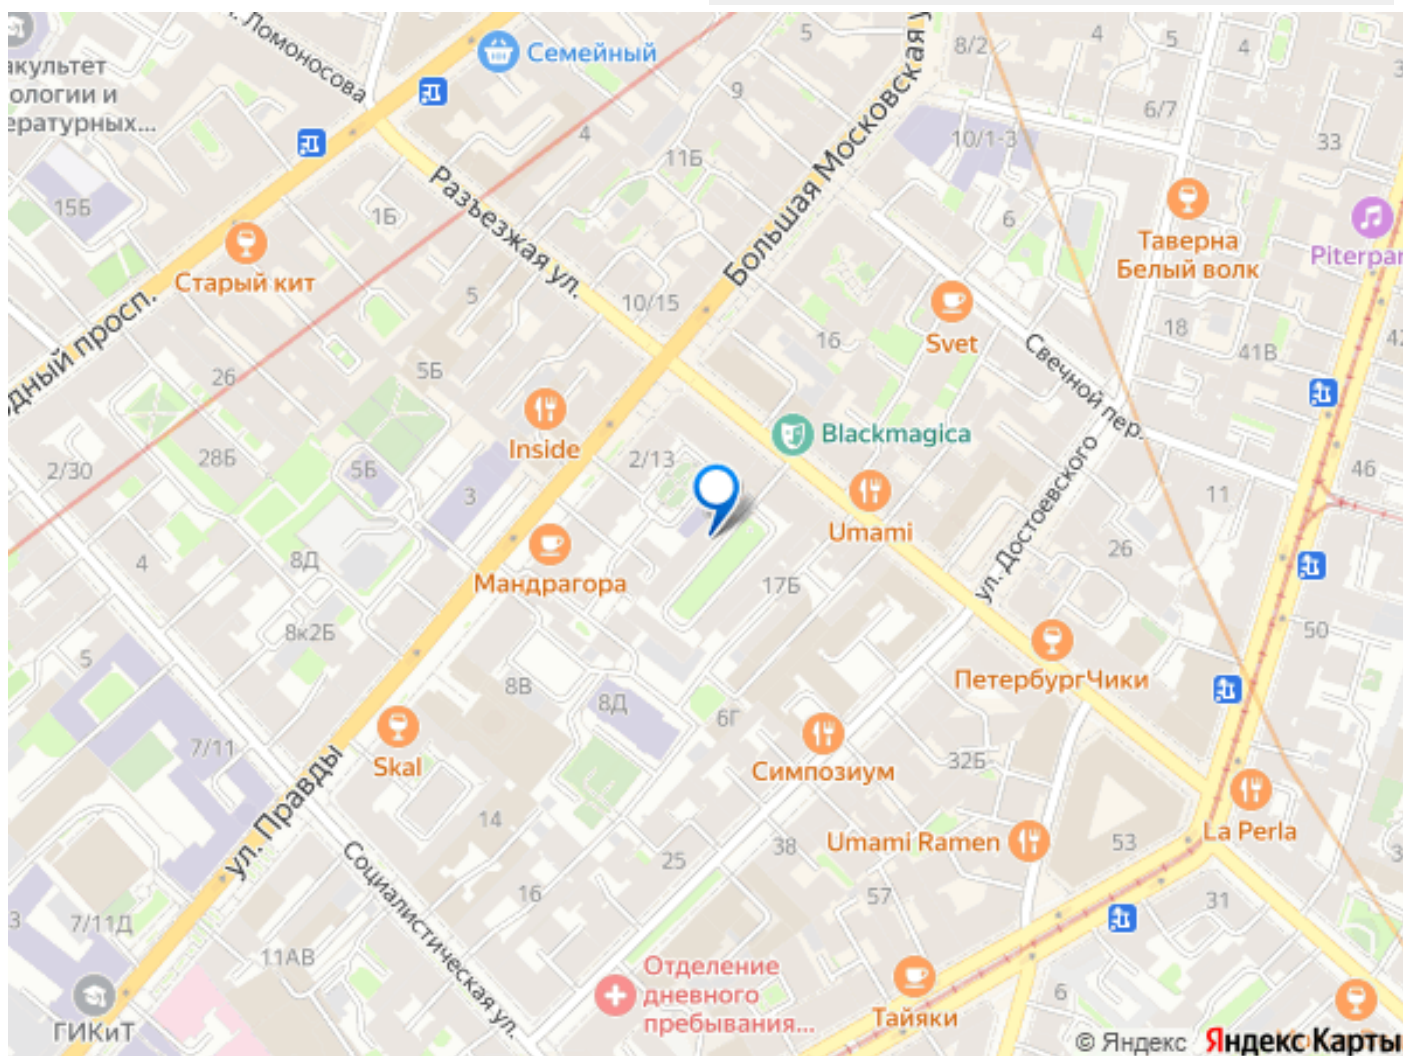 Ломоносова
акультет
ологии и
ературных...
Семейный
5
8/2
4
5
4
9
6/7
33
10/1-3
4
11Б
Большая Московская
15Б
1Б
Разъезжая ул.
6
Таверна
Белый волк
Старый кит
5
10/15
Svet
18
41В
16
Свечной пер.
26
5Б
Inside
Blackmagica
2/13
2/30
28Б
5Б
3
46
11
Umami
ул. Достоевского
26
Мандрагора
8Д
4
17Б
8к2Б
50
5
ПетербургЧики
8В
8Д
6Г
7/11
Skal
Симпозиум
32Б
ул. Правды
14
La Perla
Umami Ramen
53
25
38
Социалистическая ул.
16
57
31
3
7/11Д
11АВ
Отделение
дневного
пребывания...
6
Тайяки
ГИКиТ
© Яндекс Яндекс Карты